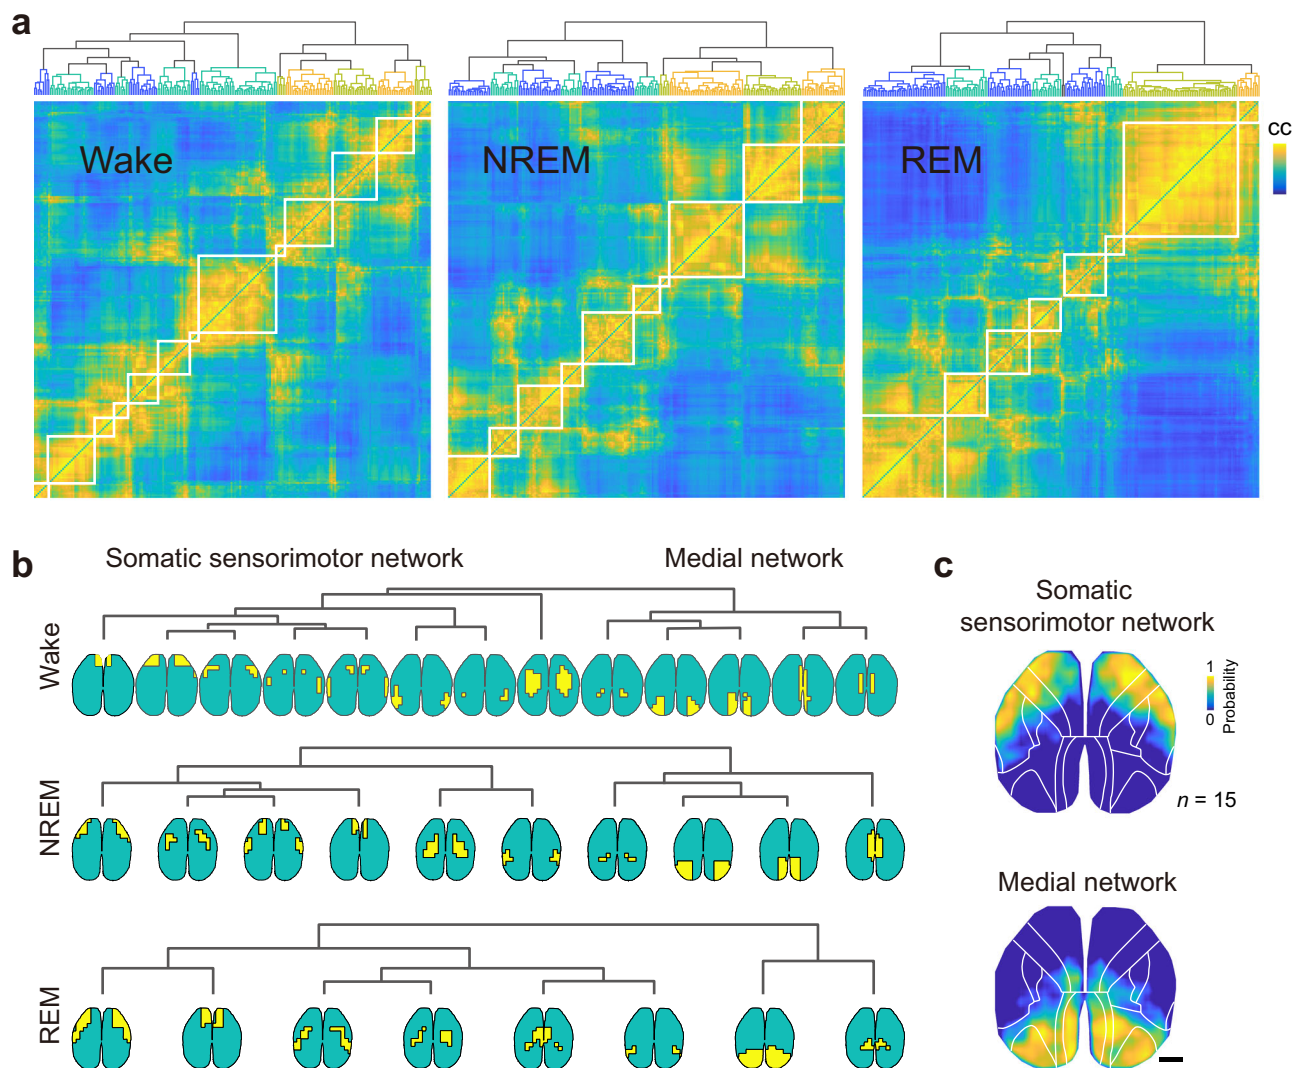 a
Wake
NREM
REM
cc
b
Somatic sensorimotor network
Medial network
Wake
NREM
REM
c
Somatic
sensorimotor network
1
0
Probability
n = 15
Medial network